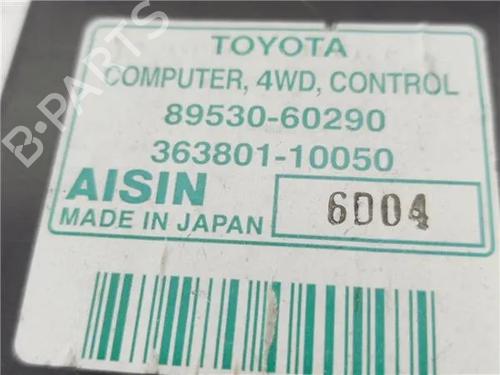 TOYOTA
COMPUTER, 4WD, CONTROL
89530-60290
363801-10050
AISIN
MADE IN JAPAN
6D04
B-PARTS